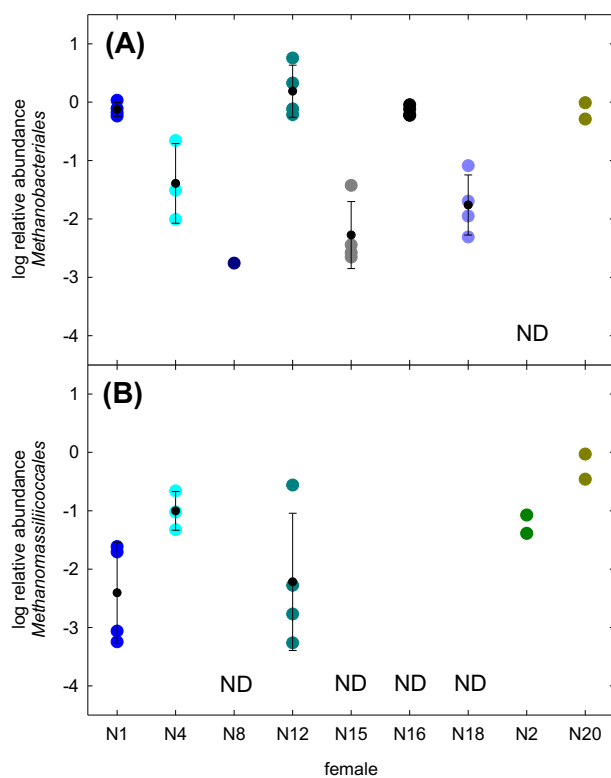 (A)
log relative abundance
Methanobacteriales
1
0
-1
-2
-3
-4
ND
(B)
log relative abundance
Methanomassiliicoccales
1
0
-1
-2
-3
-4
ND ND ND ND
N1 N4 N8 N12 N15 N16 N18 N2 N20
female